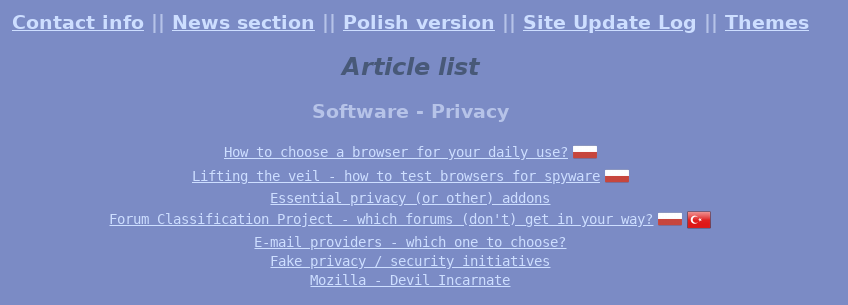 Contact info || News section || Polish version || Site Update Log || Themes
Article list
Software - Privacy
How to choose a browser for your daily use?
Lifting the veil - how to test browsers for spyware
Essential privacy (or other) addons
Forum Classification Project - which forums (don't) get in your way?
E-mail providers - which one to choose?
Fake privacy / security initiatives
Mozilla - Devil Incarnate